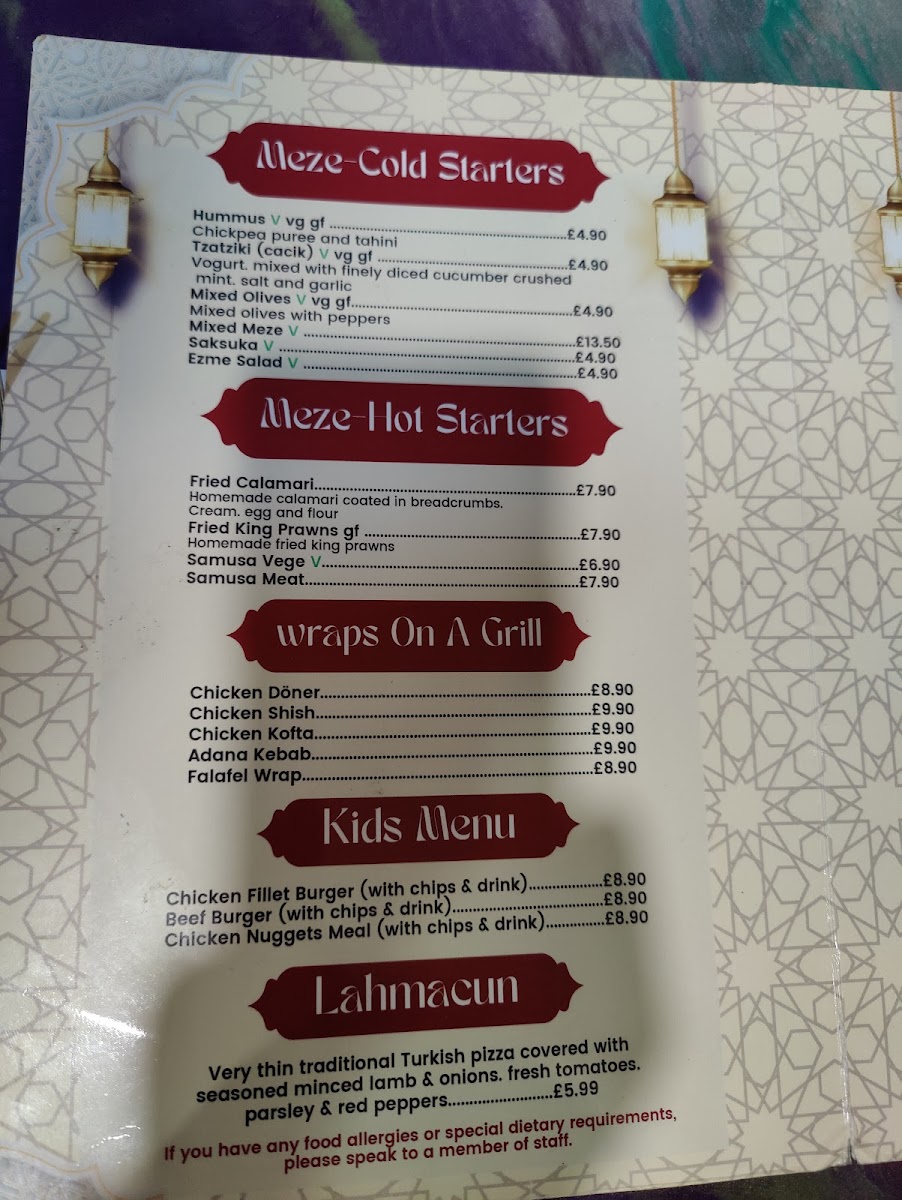 Meze-Cold Starters
Hummus V vg gf ..........................................................£4.90
Chickpea puree and tahini
Tzatziki (cacik) V vg gf ..............................................£4.90
Vogurt. mixed with finely diced cucumber crushed
mint. salt and garlic
Mixed Olives V vg gf.....................................................£4.90
Mixed olives with peppers
Mixed Meze V .................................................................£13.50
Saksuka V .......................................................................£4.90
Ezme Salad V ..................................................................£4.90
Meze-Hot Starters
Fried Calamari................................................................£7.90
Homemade calamari coated in breadcrumbs.
Cream. egg and flour
Fried King Prawns gf .....................................................£7.90
Homemade fried king prawns
Samusa Vege V...............................................................£6.90
Samusa Meat...................................................................£7.90
wraps On A Grill
Chicken Döner.................................................................£8.90
Chicken Shish...................................................................£9.90
Chicken Kofta...................................................................£9.90
Adana Kebab....................................................................£9.90
Falafel Wrap......................................................................£8.90
Kids Menu
Chicken Fillet Burger (with chips & drink)..................£8.90
Beef Burger (with chips & drink)....................................£8.90
Chicken Nuggets Meal (with chips & drink)..............£8.90
Lahmacun
Very thin traditional Turkish pizza covered with
seasoned minced lamb & onions. fresh tomatoes.
parsley & red peppers.........................£5.99
If you have any food allergies or special dietary requirements,
please speak to a member of staff.